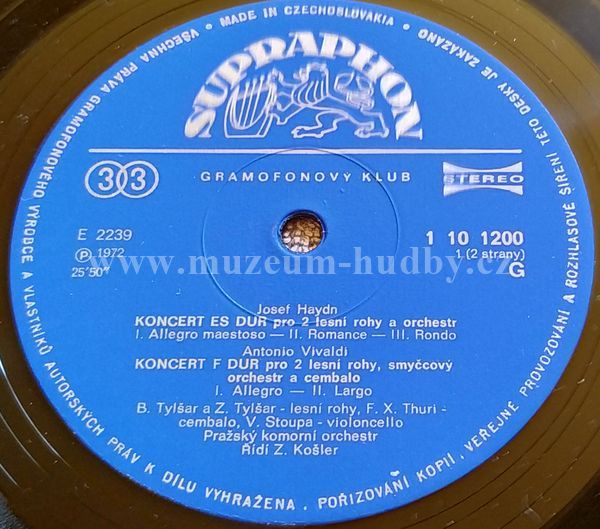 VŠECHNA PRÁVA GRAMOFONOVÉHO VÝROBCE A VLASTNÍKŮ AUTORSKÝCH PRÁV K DÍLU VYHRAŽENA. POŘIZOVÁNÍ KOPIÍ, VEŘEJNÉ PROVOZOVÁNÍ A ROZHLASOVÉ ŠÍŘENÍ TÉTO DESKY JE ZAKÁZÁNO • MADE IN CZECHOSLOVAKIA •
SUPRAPHON
33 GRAMOFONOVÝ KLUB STEREO
E 2239 1 10 1200
Ⓟ 1972 1 (2 strany)
25'50" G
www.muzeum-hudby.cz
Josef Haydn
KONCERT ES DUR pro 2 lesní rohy a orchestr
I. Allegro maestoso — II. Romance — III. Rondo
Antonio Vivaldi
KONCERT F DUR pro 2 lesní rohy, smyčcový
orchestr a cembalo
I. Allegro — II. Largo
B. Tylšar a Z. Tylšar - lesní rohy, F. X. Thuri -
cembalo, V. Stoupa - violoncello
Pražský komorní orchestr
Řídí Z. Košler